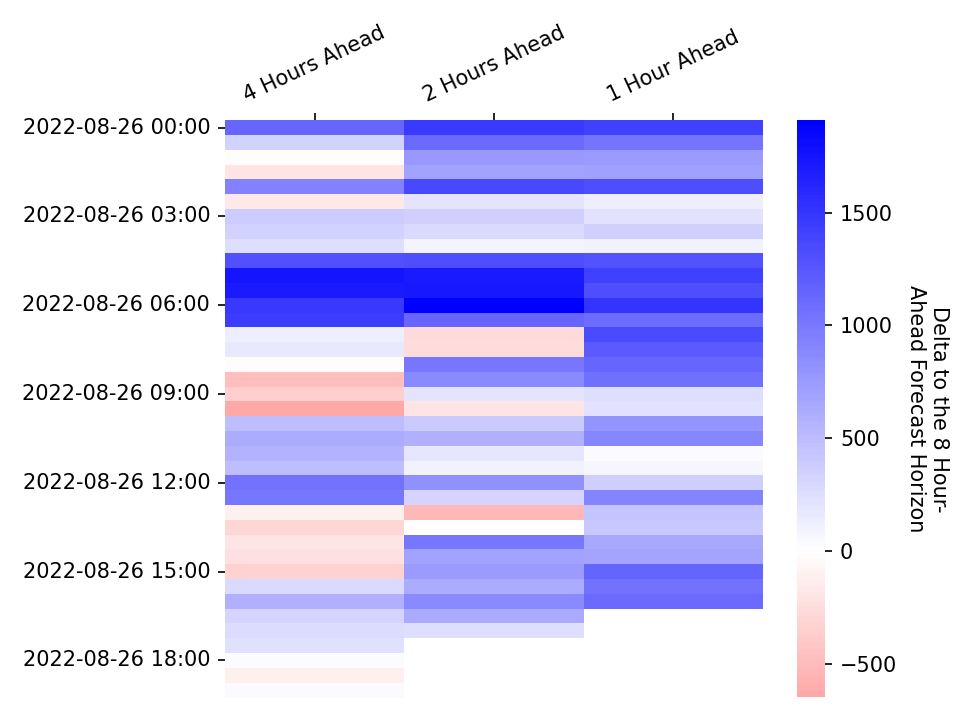 4 Hours Ahead
2 Hours Ahead
1 Hour Ahead
2022-08-26 00:00
2022-08-26 03:00
2022-08-26 06:00
2022-08-26 09:00
2022-08-26 12:00
2022-08-26 15:00
2022-08-26 18:00
1500
1000
500
0
−500
Delta to the 8 Hour-
Ahead Forecast Horizon